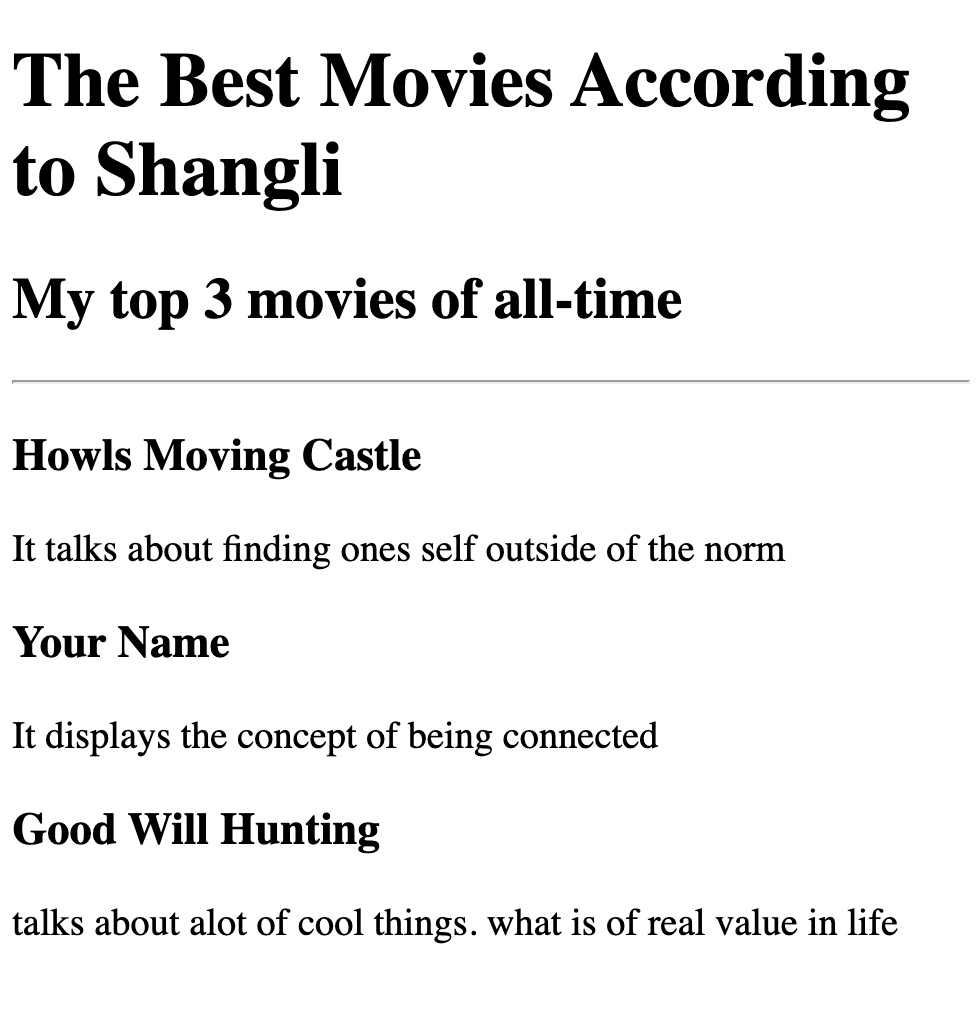 The Best Movies According
to Shangli
My top 3 movies of all-time
Howls Moving Castle
It talks about finding ones self outside of the norm
Your Name
It displays the concept of being connected
Good Will Hunting
talks about alot of cool things. what is of real value in life